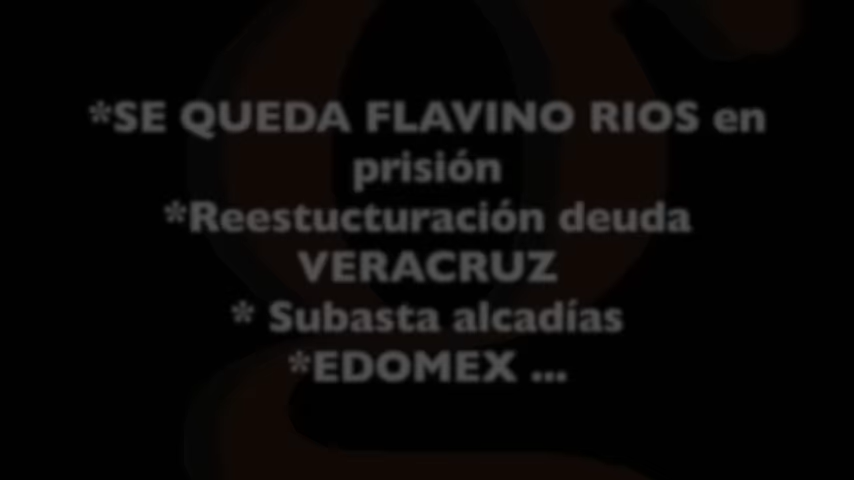 *SE QUEDA FLAVINO RIOS en
prisión
*Reestucturación deuda
VERACRUZ
* Subasta alcadías
*EDOMEX ...